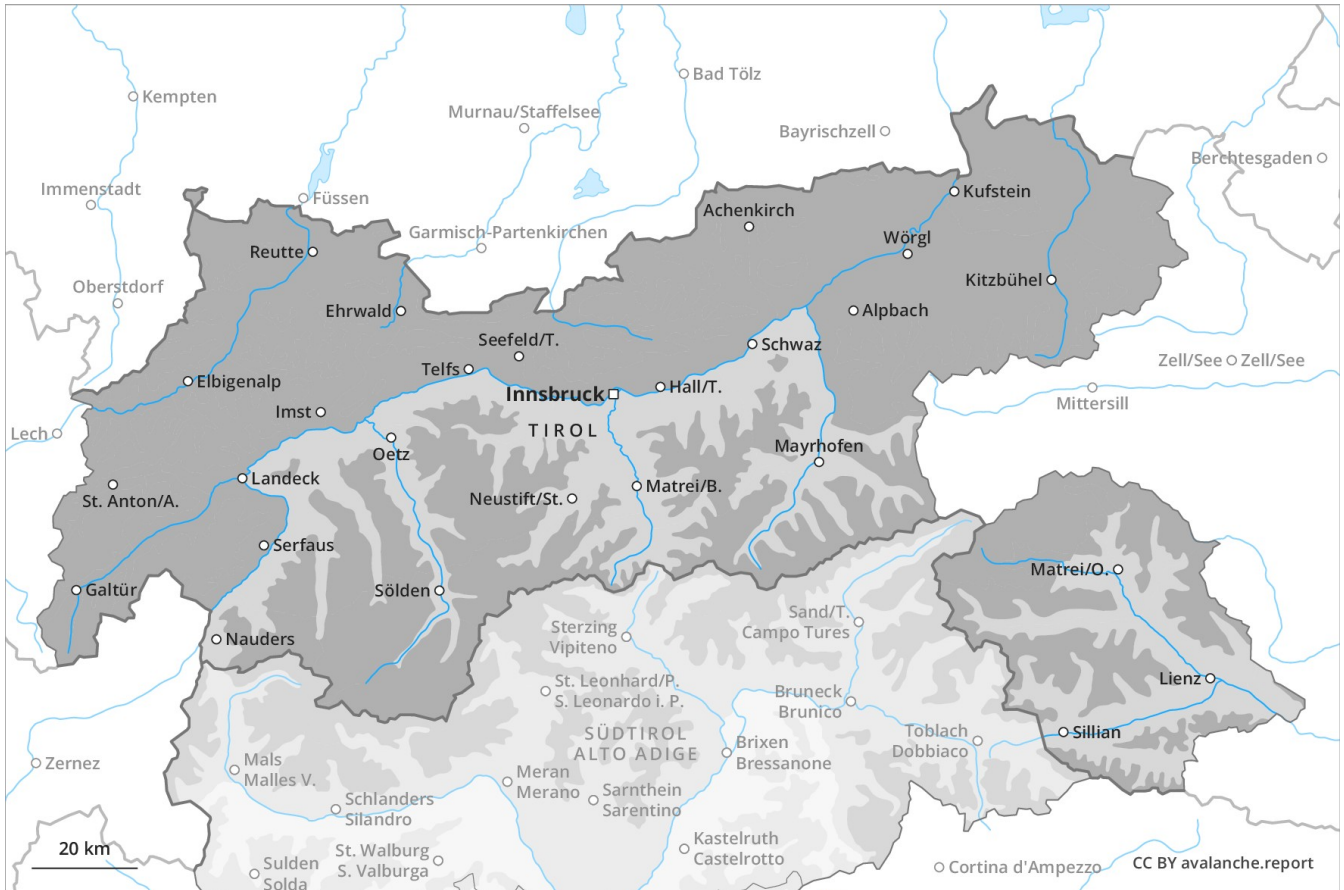 Kempten
Bad Tölz
Murnau/Staffelsee
Bayrischzell
Berchtesgaden
Immenstadt
Füssen
Kufstein
Achenkirch
Garmisch-Partenkirchen
Reutte
Wörgl
Oberstdorf
Kitzbühel
Ehrwald
Alpbach
Seefeld/T.
Schwaz
Zell/See
Zell/See
Telfs
Elbigenalp
Hall/T.
Innsbruck
Mittersill
Imst
TIROL
Lech
Oetz
Mayrhofen
Landeck
St. Anton/A.
Neustift/St.
Matrei/B.
Serfaus
Matrei/O.
Galtür
Sölden
Sand/T.
Campo Tures
Sterzing
Vipiteno
Nauders
Lienz
St. Leonhard/P.
S. Leonardo i. P.
Bruneck
Brunico
SÜDTIROL
ALTO ADIGE
Toblach
Dobbiaco
Sillian
Brixen
Bressanone
Zernez
Mals
Malles V.
Meran
Merano
Sarnthein
Sarentino
Schlanders
Silandro
Kastelruth
Castelrotto
20 km
St. Walburg
S. Valburga
Sulden
Solda
Cortina d'Ampezzo
CC BY avalanche.report